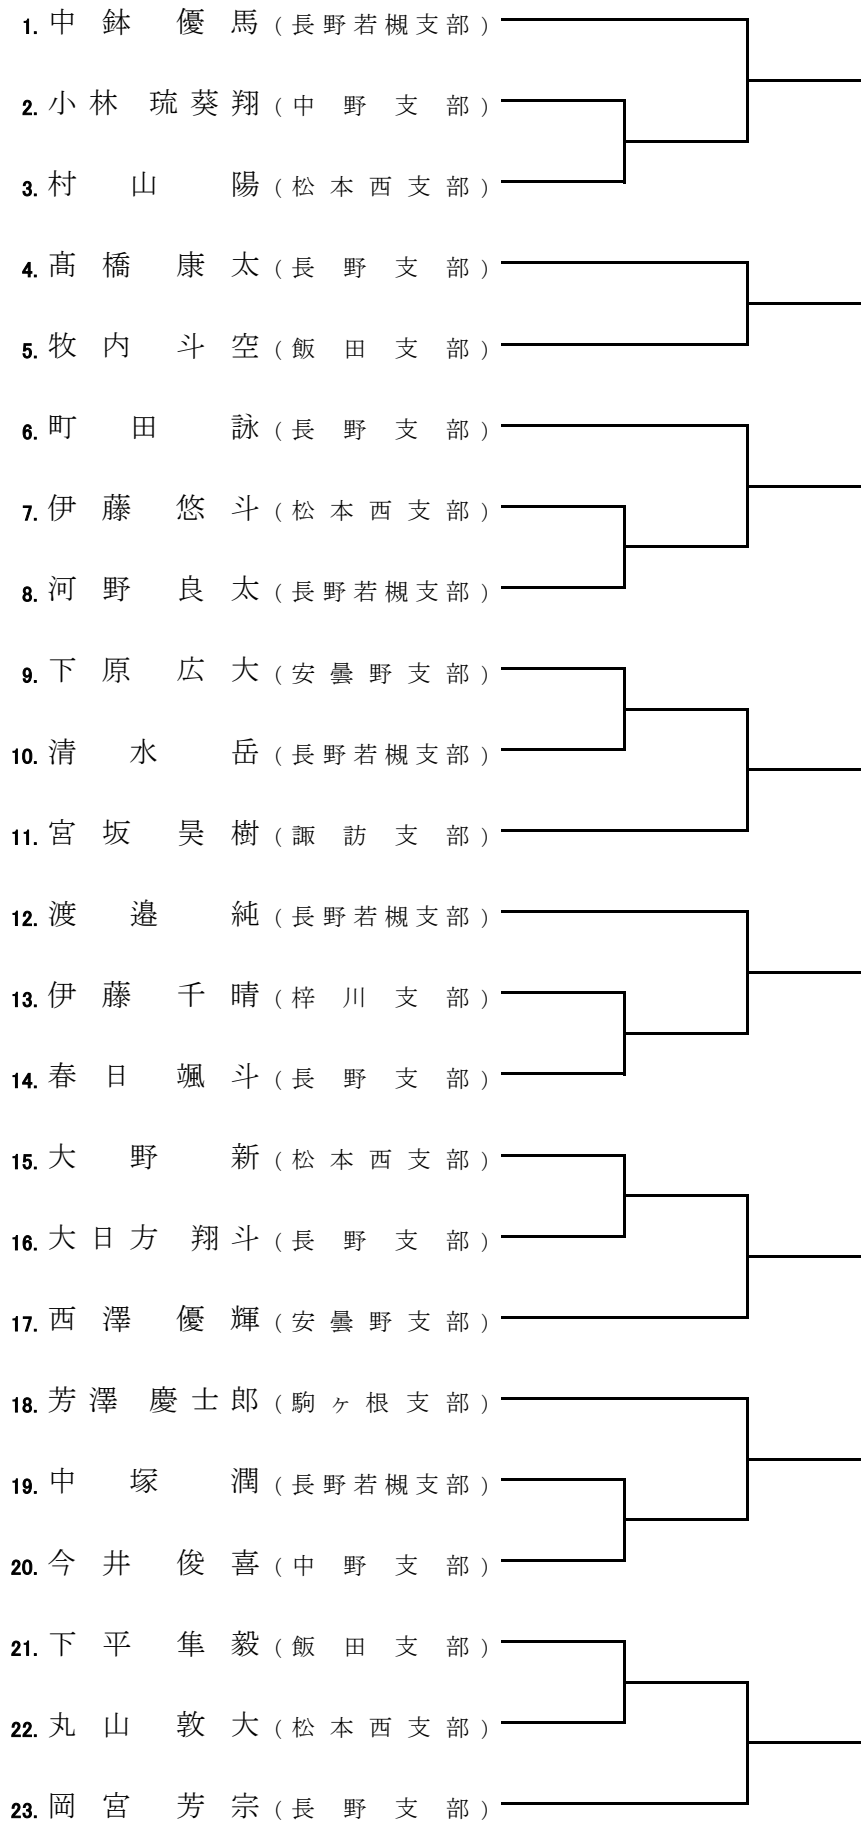 1. 中鉢 優馬 (長野若槻支部)
2. 小林 琉葵翔 (中野支部)
3. 村山 陽 (松本西支部)
4. 髙橋 康太 (長野支部)
5. 牧内 斗空 (飯田支部)
6. 町田 詠 (長野支部)
7. 伊藤 悠斗 (松本西支部)
8. 河野 良太 (長野若槻支部)
9. 下原 広大 (安曇野支部)
10. 清水 岳 (長野若槻支部)
11. 宮坂 昊樹 (諏訪支部)
12. 渡邉 純 (長野若槻支部)
13. 伊藤 千晴 (梓川支部)
14. 春日 颯斗 (長野支部)
15. 大野 新 (松本西支部)
16. 大日方 翔斗 (長野支部)
17. 西澤 優輝 (安曇野支部)
18. 芳澤 慶士郎 (駒ヶ根支部)
19. 中塚 潤 (長野若槻支部)
20. 今井 俊喜 (中野支部)
21. 下平 隼毅 (飯田支部)
22. 丸山 敦大 (松本西支部)
23. 岡宮 芳宗 (長野支部)